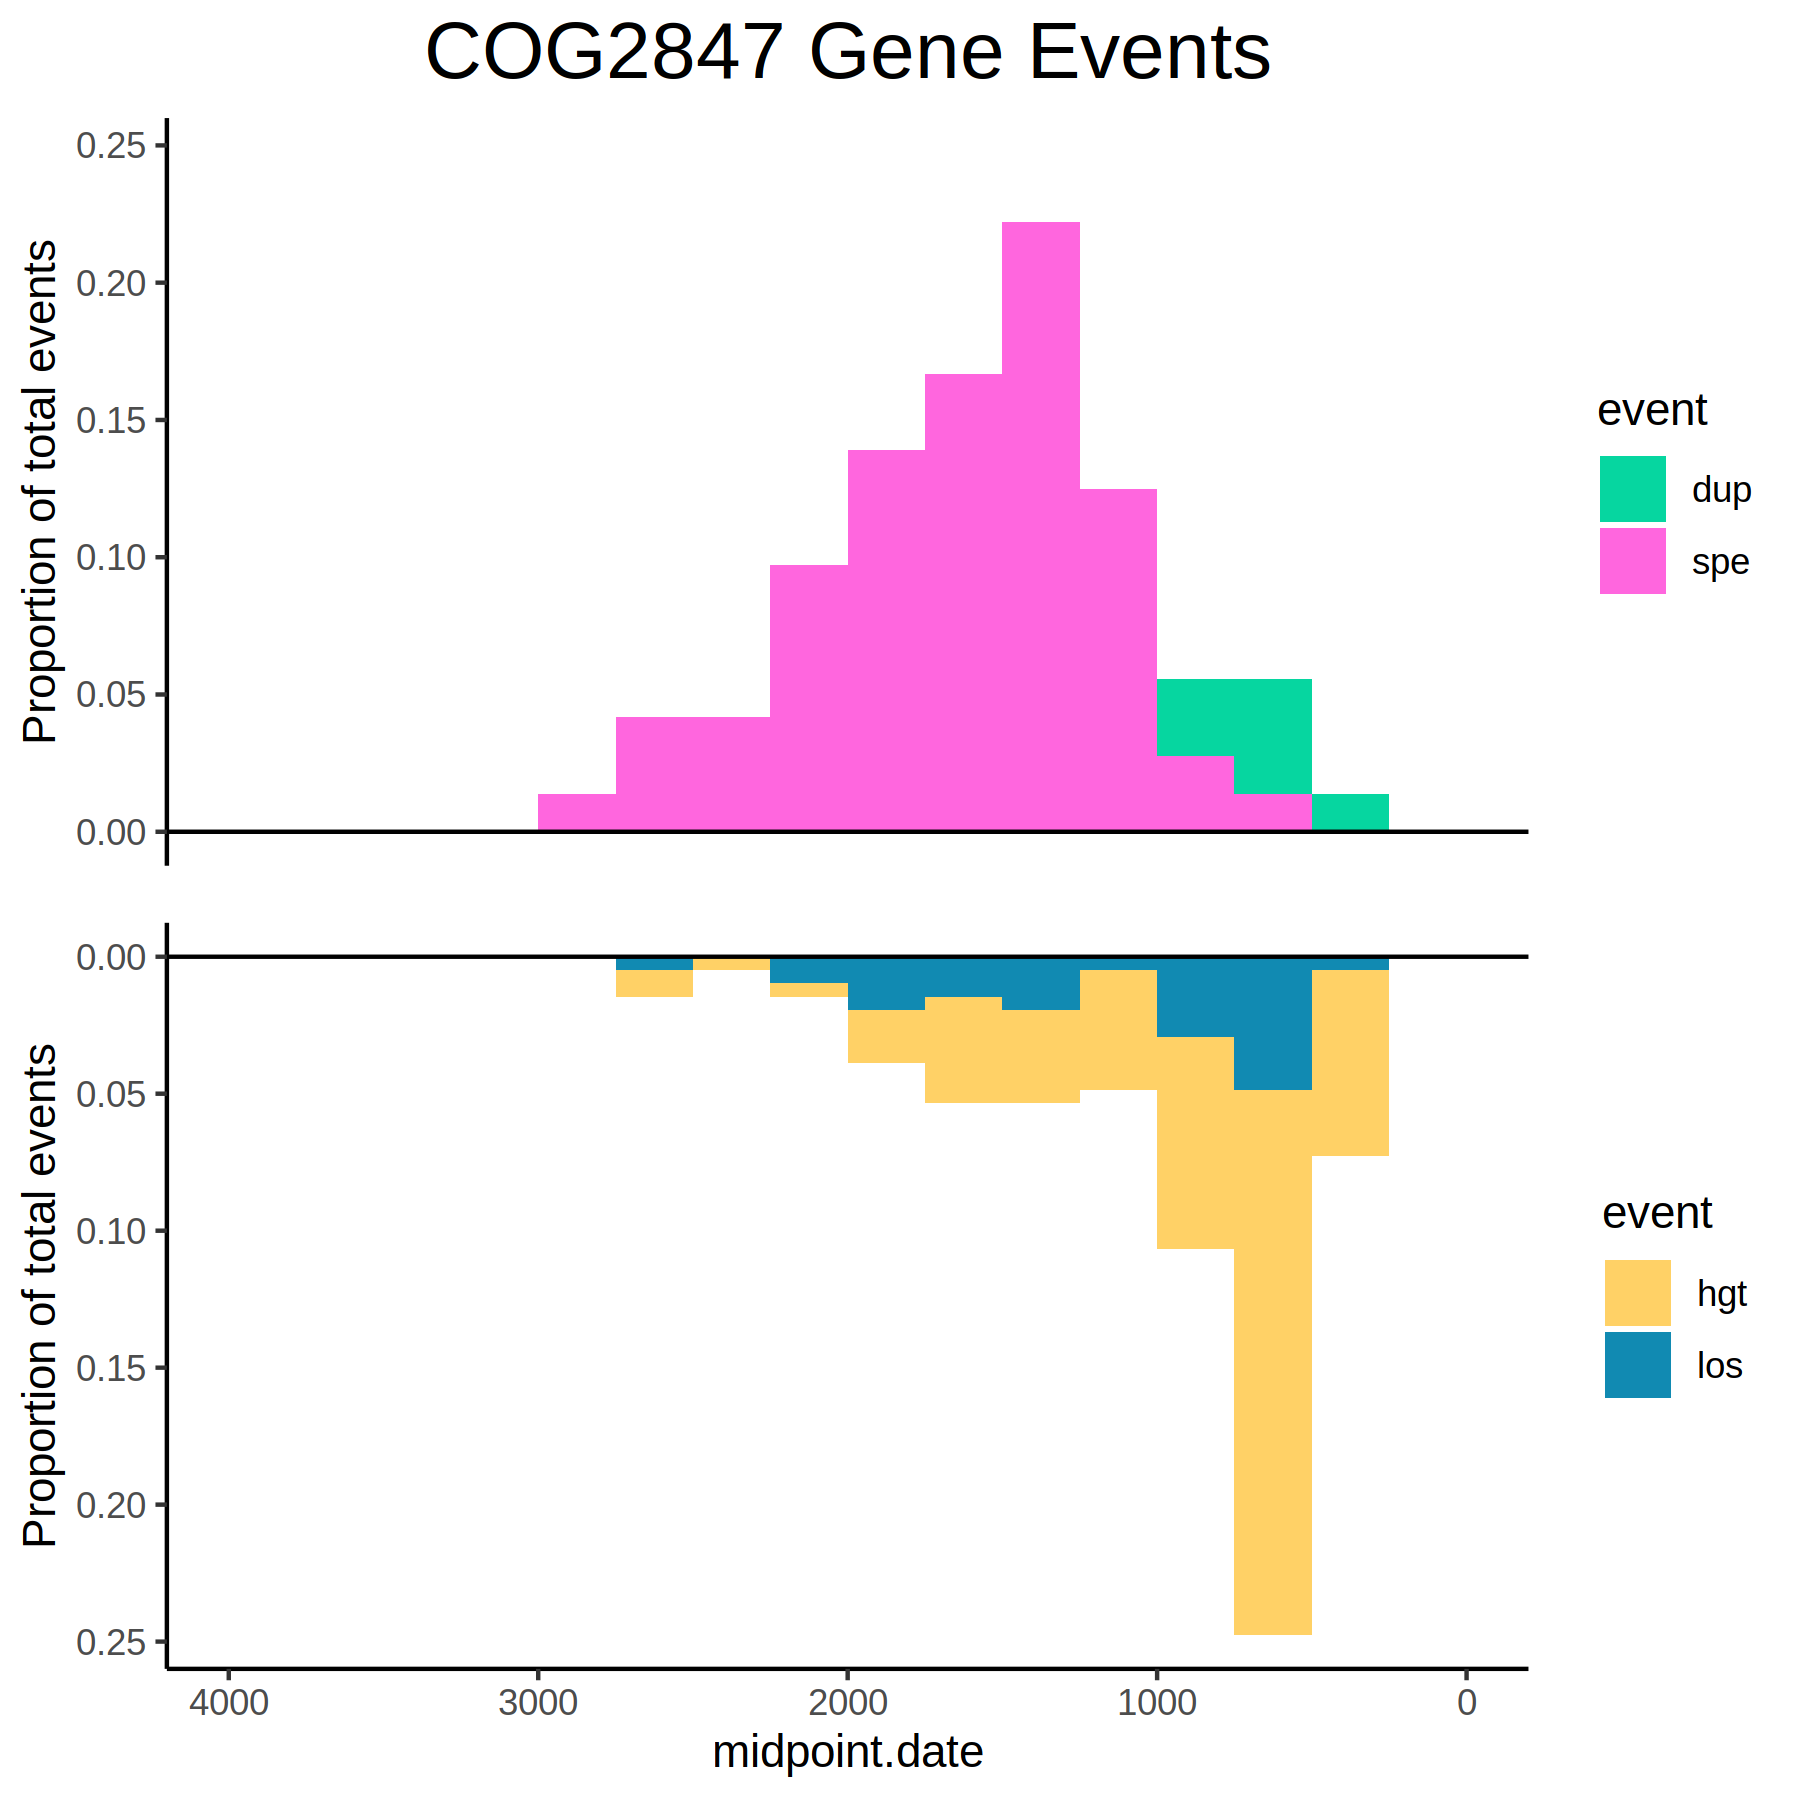 COG2847 Gene Events
Proportion of total events
0.25
0.20
0.15
0.10
0.05
0.00
event
dup
spe
Proportion of total events
0.00
0.05
0.10
0.15
0.20
0.25
event
hgt
los
4000 3000 2000 1000 0
midpoint.date